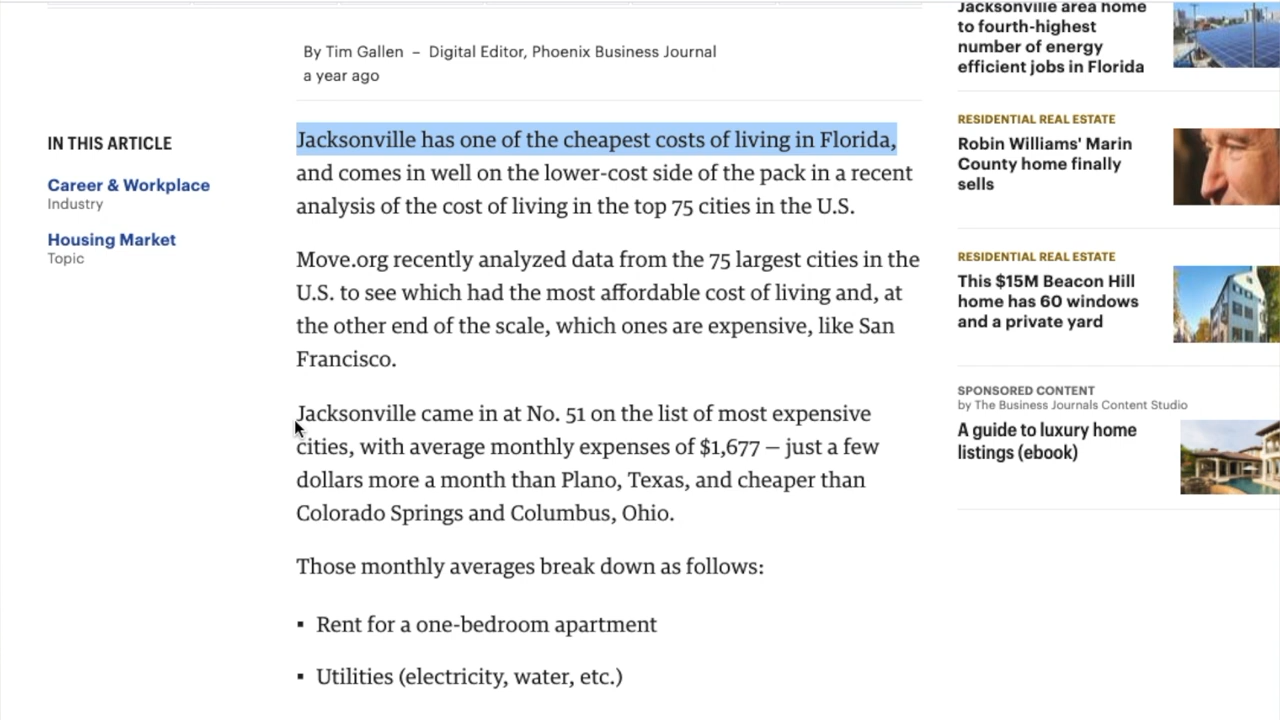 By Tim Gallen – Digital Editor, Phoenix Business Journal
a year ago
IN THIS ARTICLE
Career & Workplace
Industry
Housing Market
Topic
Jacksonville has one of the cheapest costs of living in Florida,
and comes in well on the lower-cost side of the pack in a recent
analysis of the cost of living in the top 75 cities in the U.S.
Move.org recently analyzed data from the 75 largest cities in the
U.S. to see which had the most affordable cost of living and, at
the other end of the scale, which ones are expensive, like San
Francisco.
Jacksonville came in at No. 51 on the list of most expensive
cities, with average monthly expenses of $1,677 — just a few
dollars more a month than Plano, Texas, and cheaper than
Colorado Springs and Columbus, Ohio.
Those monthly averages break down as follows:
▪ Rent for a one-bedroom apartment
▪ Utilities (electricity, water, etc.)
Jacksonville area home
to fourth-highest
number of energy
efficient jobs in Florida
RESIDENTIAL REAL ESTATE
Robin Williams' Marin
County home finally
sells
RESIDENTIAL REAL ESTATE
This $15M Beacon Hill
home has 60 windows
and a private yard
SPONSORED CONTENT
by The Business Journals Content Studio
A guide to luxury home
listings (ebook)